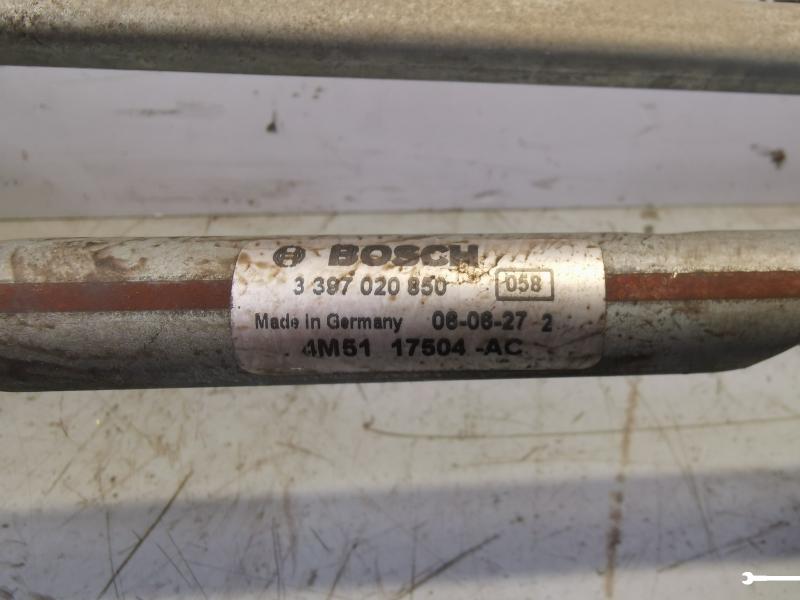 BOSCH
3 397 020 850 058
Made in Germany 06-06-27 2
4M51 17504 -AC